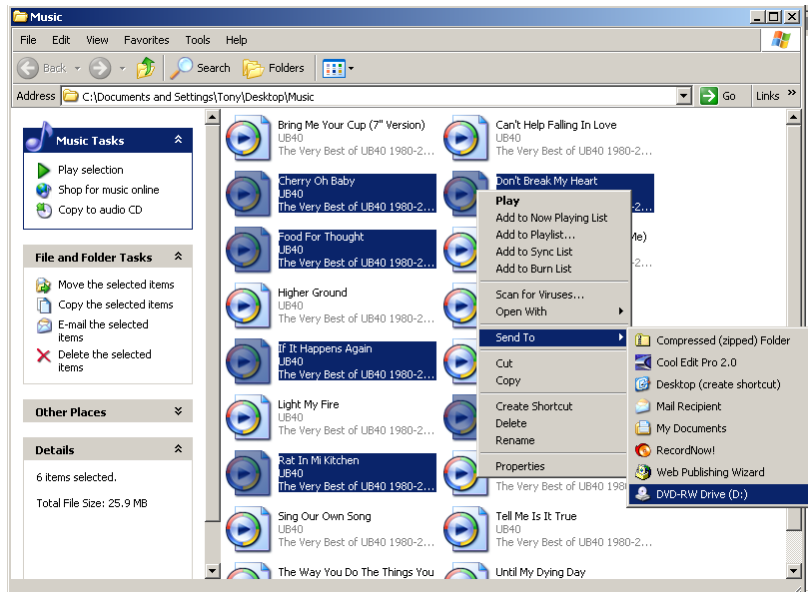 Music
File Edit View Favorites Tools Help
Back Search Folders
Address C:\Documents and Settings\Tony\Desktop\Music Go Links »
Music Tasks
Play selection
Shop for music online
Copy to audio CD
File and Folder Tasks
Move the selected items
Copy the selected items
E-mail the selected
items
Delete the selected
items
Other Places
Details
6 items selected.
Total File Size: 25.9 MB
Bring Me Your Cup (7" Version)
UB40
The Very Best of UB40 1980-2...
Can't Help Falling In Love
UB40
The Very Best of UB40 1980-2...
Cherry Oh Baby
UB40
The Very Best of UB40 1980-2...
Don't Break My Heart
-2...
Food For Thought
UB40
The Very Best of UB40 1980-2...
Me)
-2...
Higher Ground
UB40
The Very Best of UB40 1980-2...
If It Happens Again
UB40
The Very Best of UB40 1980-2...
Light My Fire
UB40
The Very Best of UB40 1980-2...
Rat In Mi Kitchen
UB40
The Very Best of UB40 1980-2...
The Very Best of UB40 198
Sing Our Own Song
UB40
The Very Best of UB40 1980-2...
Tell Me Is It True
UB40
The Very Best of UB40 1980-2...
The Way You Do The Things You
Until My Dying Day
Play
Add to Now Playing List
Add to Playlist...
Add to Sync List
Add to Burn List
Scan for Viruses...
Open With
Send To
Cut
Copy
Create Shortcut
Delete
Rename
Properties
Compressed (zipped) Folder
Cool Edit Pro 2.0
Desktop (create shortcut)
Mail Recipient
My Documents
RecordNow!
Web Publishing Wizard
DVD-RW Drive (D:)